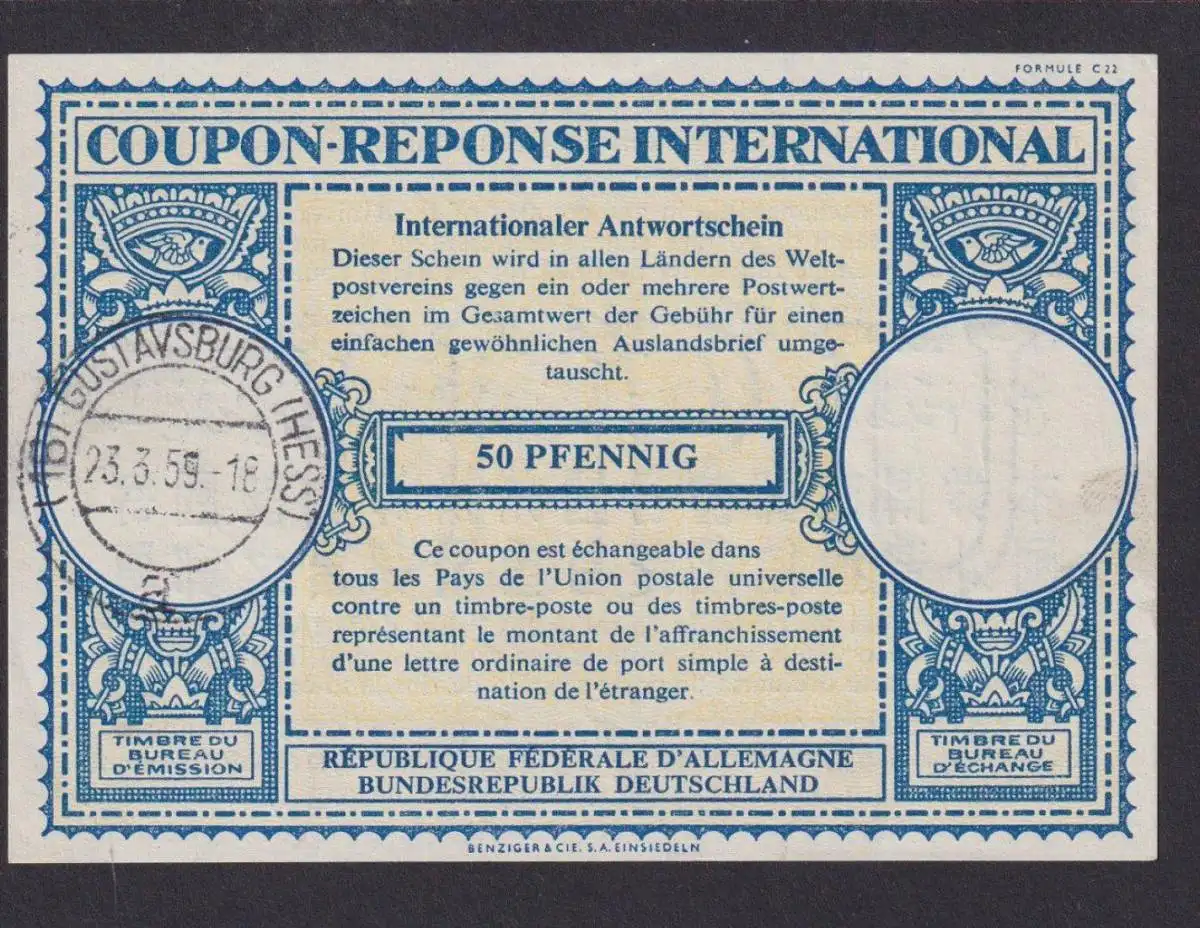 FORMULE C 22
COUPON-REPONSE INTERNATIONAL
Internationaler Antwortschein
Dieser Schein wird in allen Ländern des Welt-
postvereins gegen ein oder mehrere Postwert-
zeichen im Gesamtwert der Gebühr für einen
einfachen gewöhnlichen Auslandsbrief umge-
tauscht.
(16) GUSTAVSBURG (HESS)
23.3.59.-18
a
50 PFENNIG
Ce coupon est échangeable dans
tous les Pays de l'Union postale universelle
contre un timbre-poste ou des timbres-poste
représentant le montant de l'affranchissement
d'une lettre ordinaire de port simple à desti-
nation de l'étranger.
TIMBRE DU
BUREAU
D'ÉMISSION
RÉPUBLIQUE FÉDÉRALE D'ALLEMAGNE
BUNDESREPUBLIK DEUTSCHLAND
TIMBRE DU
BUREAU
D'ÉCHANGE
BENZIGER & CIE. S.A. EINSIEDELN